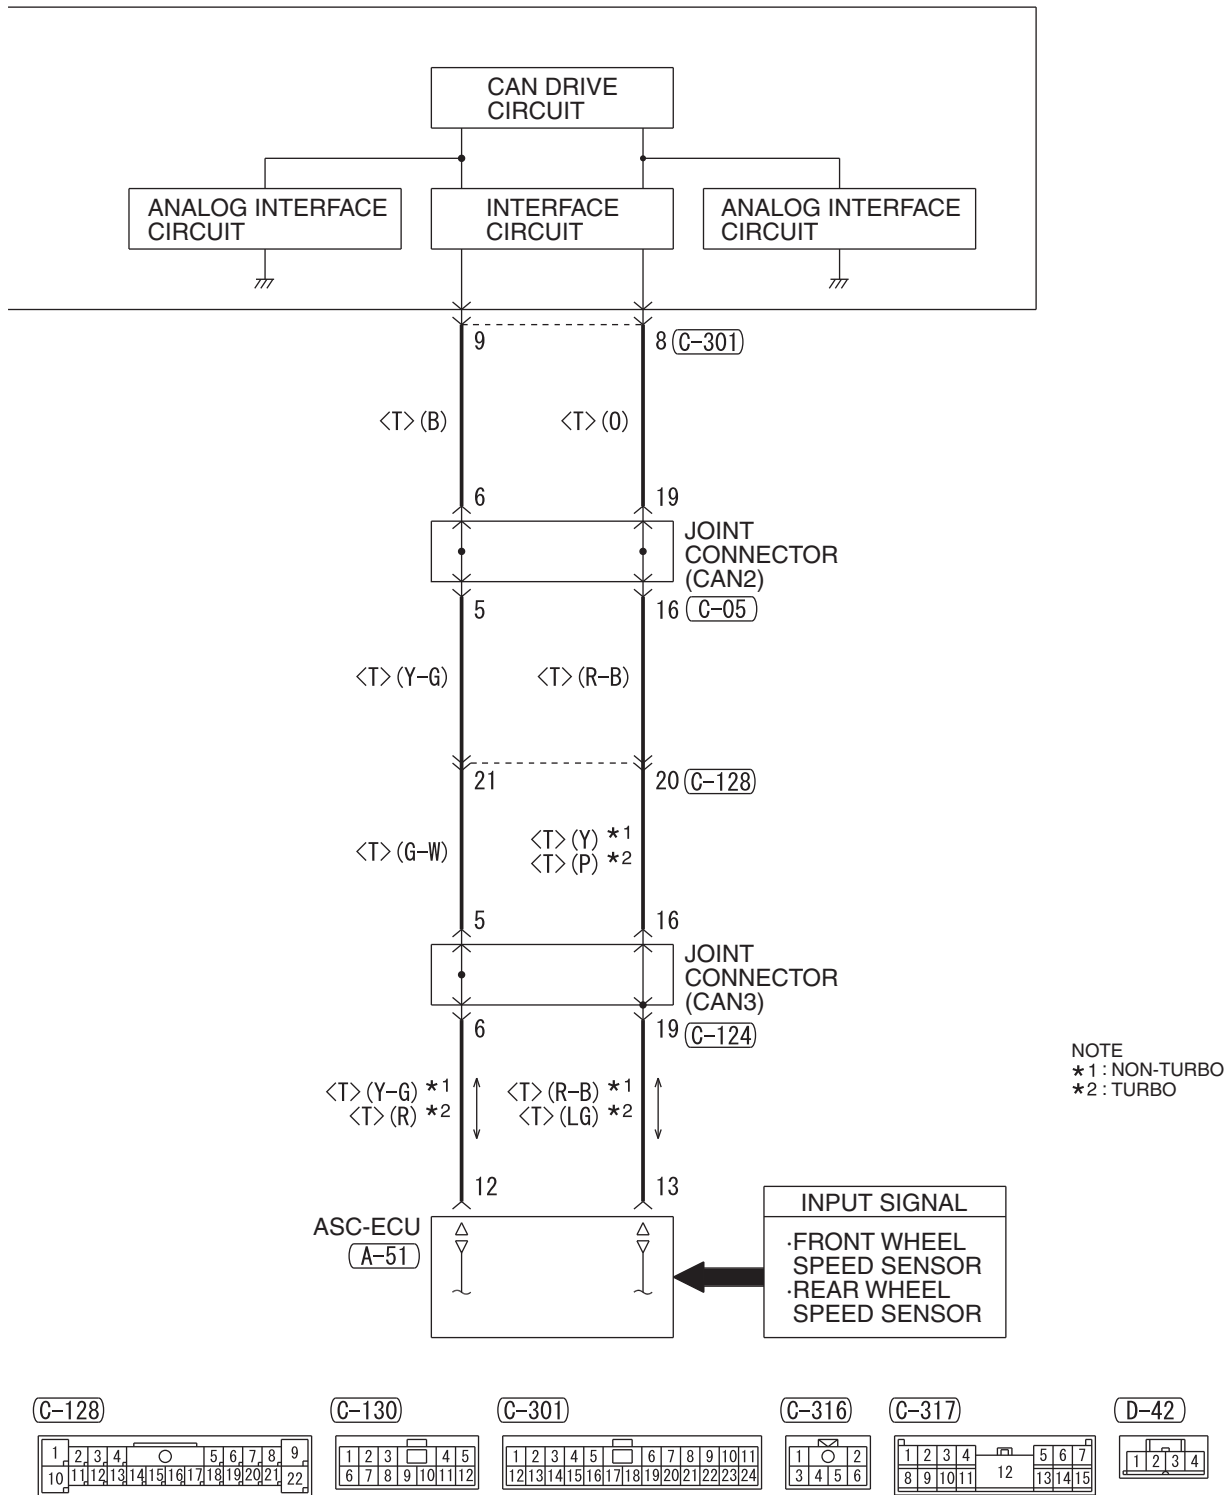 CAN DRIVE
CIRCUIT
ANALOG INTERFACE
CIRCUIT
INTERFACE
CIRCUIT
ANALOG INTERFACE
CIRCUIT
9
8 C-301
<T>(B)
<T>(O)
6
19
JOINT
CONNECTOR
(CAN2)
5
16 C-05
<T>(Y-G)
<T>(R-B)
21
20 C-128
<T>(G-W)
<T>(Y) *1
<T>(P) *2
5
16
JOINT
CONNECTOR
(CAN3)
6
19 C-124
NOTE
*1 : NON-TURBO
*2 : TURBO
<T>(Y-G) *1
<T>(R) *2
<T>(R-B) *1
<T>(LG) *2
12
13
ASC-ECU
A-51
INPUT SIGNAL
·FRONT WHEEL
SPEED SENSOR
·REAR WHEEL
SPEED SENSOR
C-128
1 2 3 4 5 6 7 8 9
10 11 12 13 14 15 16 17 18 19 20 21 22
C-130
1 2 3 4 5
6 7 8 9 10 11 12
C-301
1 2 3 4 5 6 7 8 9 10 11
12 13 14 15 16 17 18 19 20 21 22 23 24
C-316
1 2
3 4 5 6
C-317
1 2 3 4 5 6 7
8 9 10 11 12 13 14 15
D-42
1 2 3 4